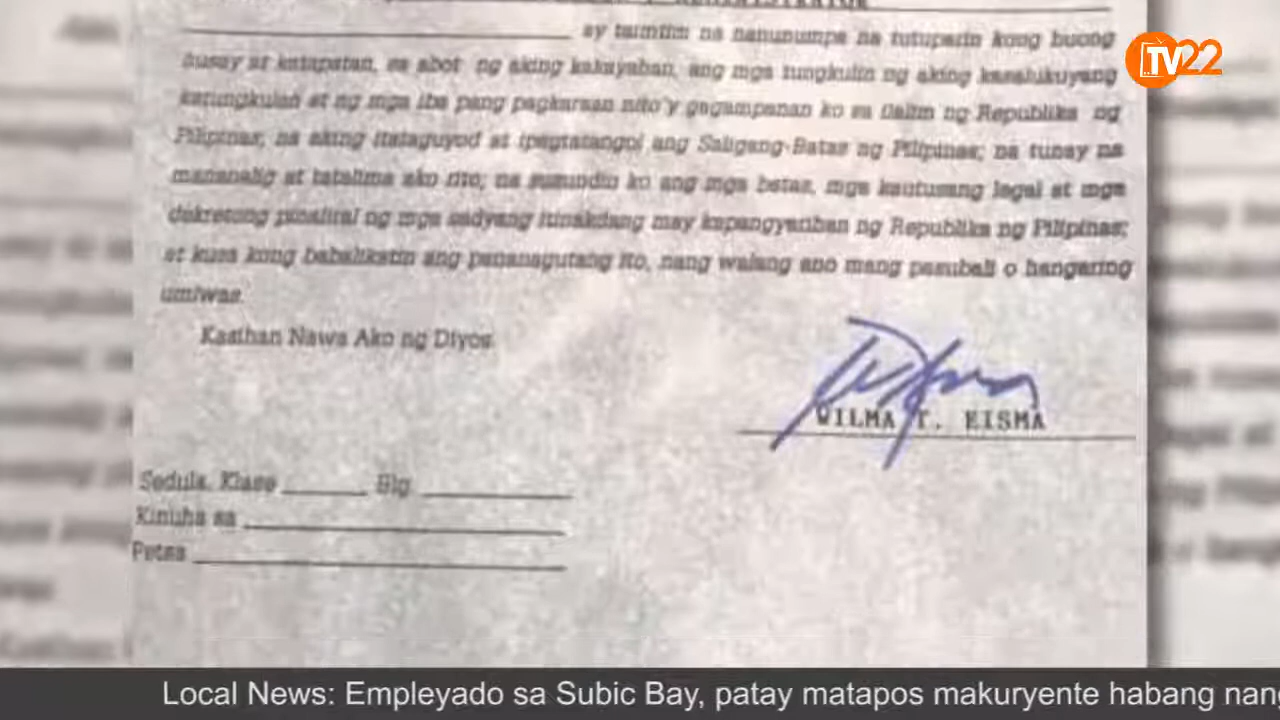 TV22
ay taimtim na nanunumpa na tutuparin kong buong
husay at katapatan, sa abot ng aking kakayahan, ang mga tungkulin ng aking kasalukuyang
katungkulan at ng mga iba pang pagkaraan nito'y gagampanan ko sa ilalim ng Republika ng
Pilipinas; na aking itataguyod at ipagtatangol ang Saligang-Batas ng Pilipinas; na tunay na
mananalig at tatalima ako rito; na susundin ko ang mga batas, mga kautusang legal at mga
dekretong pinaiiral ng mga sadyang itinakdang may kapangyarihan ng Republika ng Pilipinas;
at kusa kong babalikatin ang pananagutang ito, nang walang ano mang pasubali o hangaring
umiwas.
Kasihan Nawa Ako ng Diyos.
WILMA T. EISMA
Sedula, Klase ______ Blg. __________
Kinuha sa __________
Petsa __________
Local News: Empleyado sa Subic Bay, patay matapos makuryente habang nang